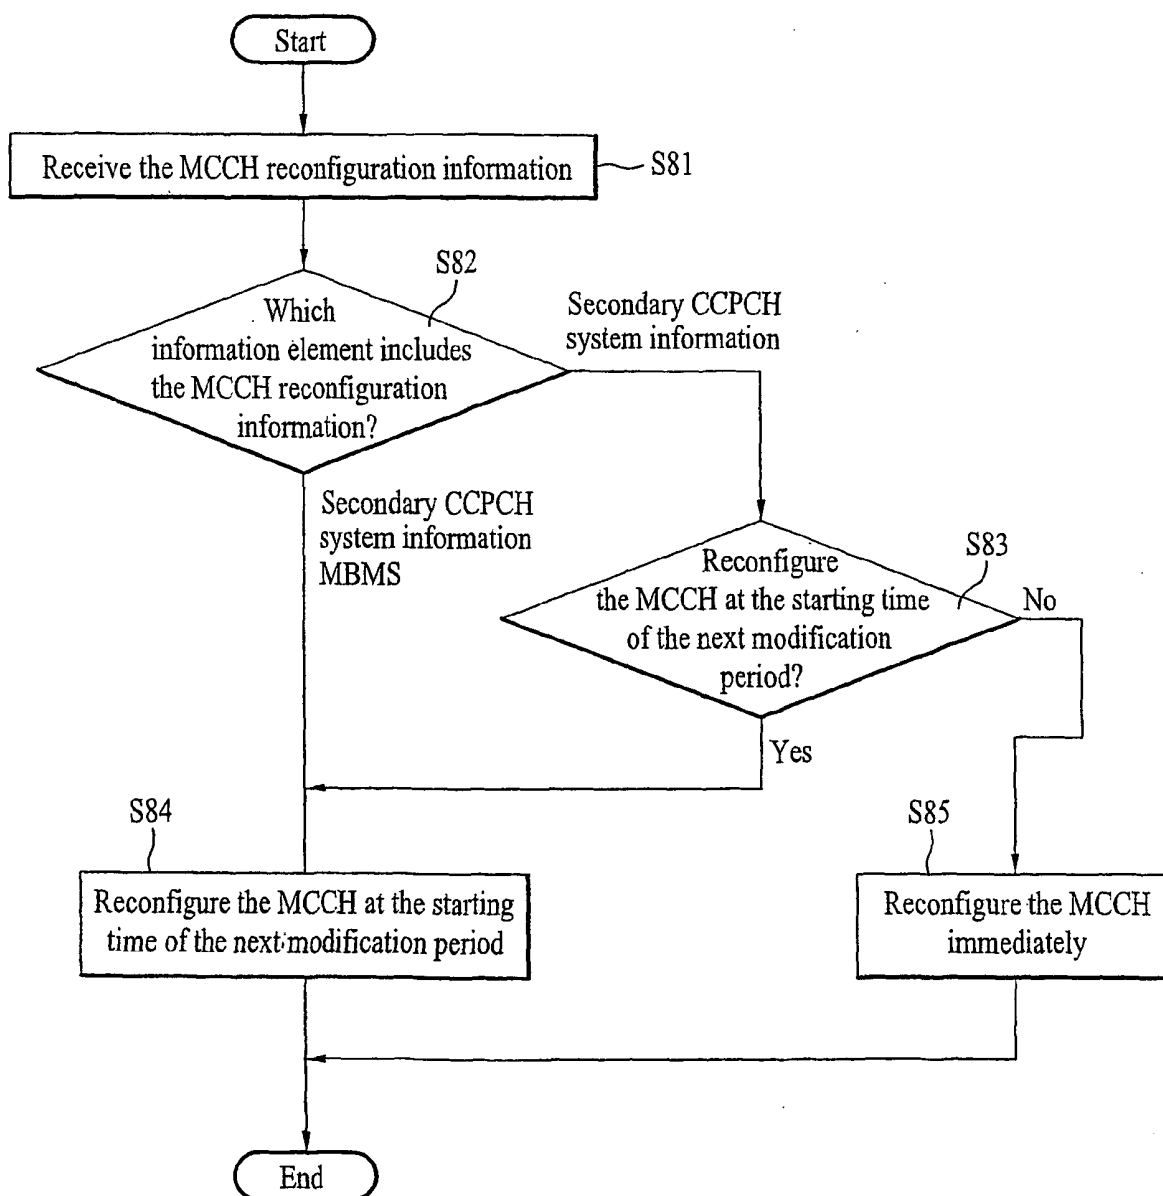 Start
Receive the MCCH reconfiguration information
S81
S82
Which
information element includes
the MCCH reconfiguration
information?
Secondary CCPCH
system information
Secondary CCPCH
system information
MBMS
S83
Reconfigure
the MCCH at the starting time
of the next modification
period?
No
Yes
S84
Reconfigure the MCCH at the starting
time of the next modification period
S85
Reconfigure the MCCH
immediately
End